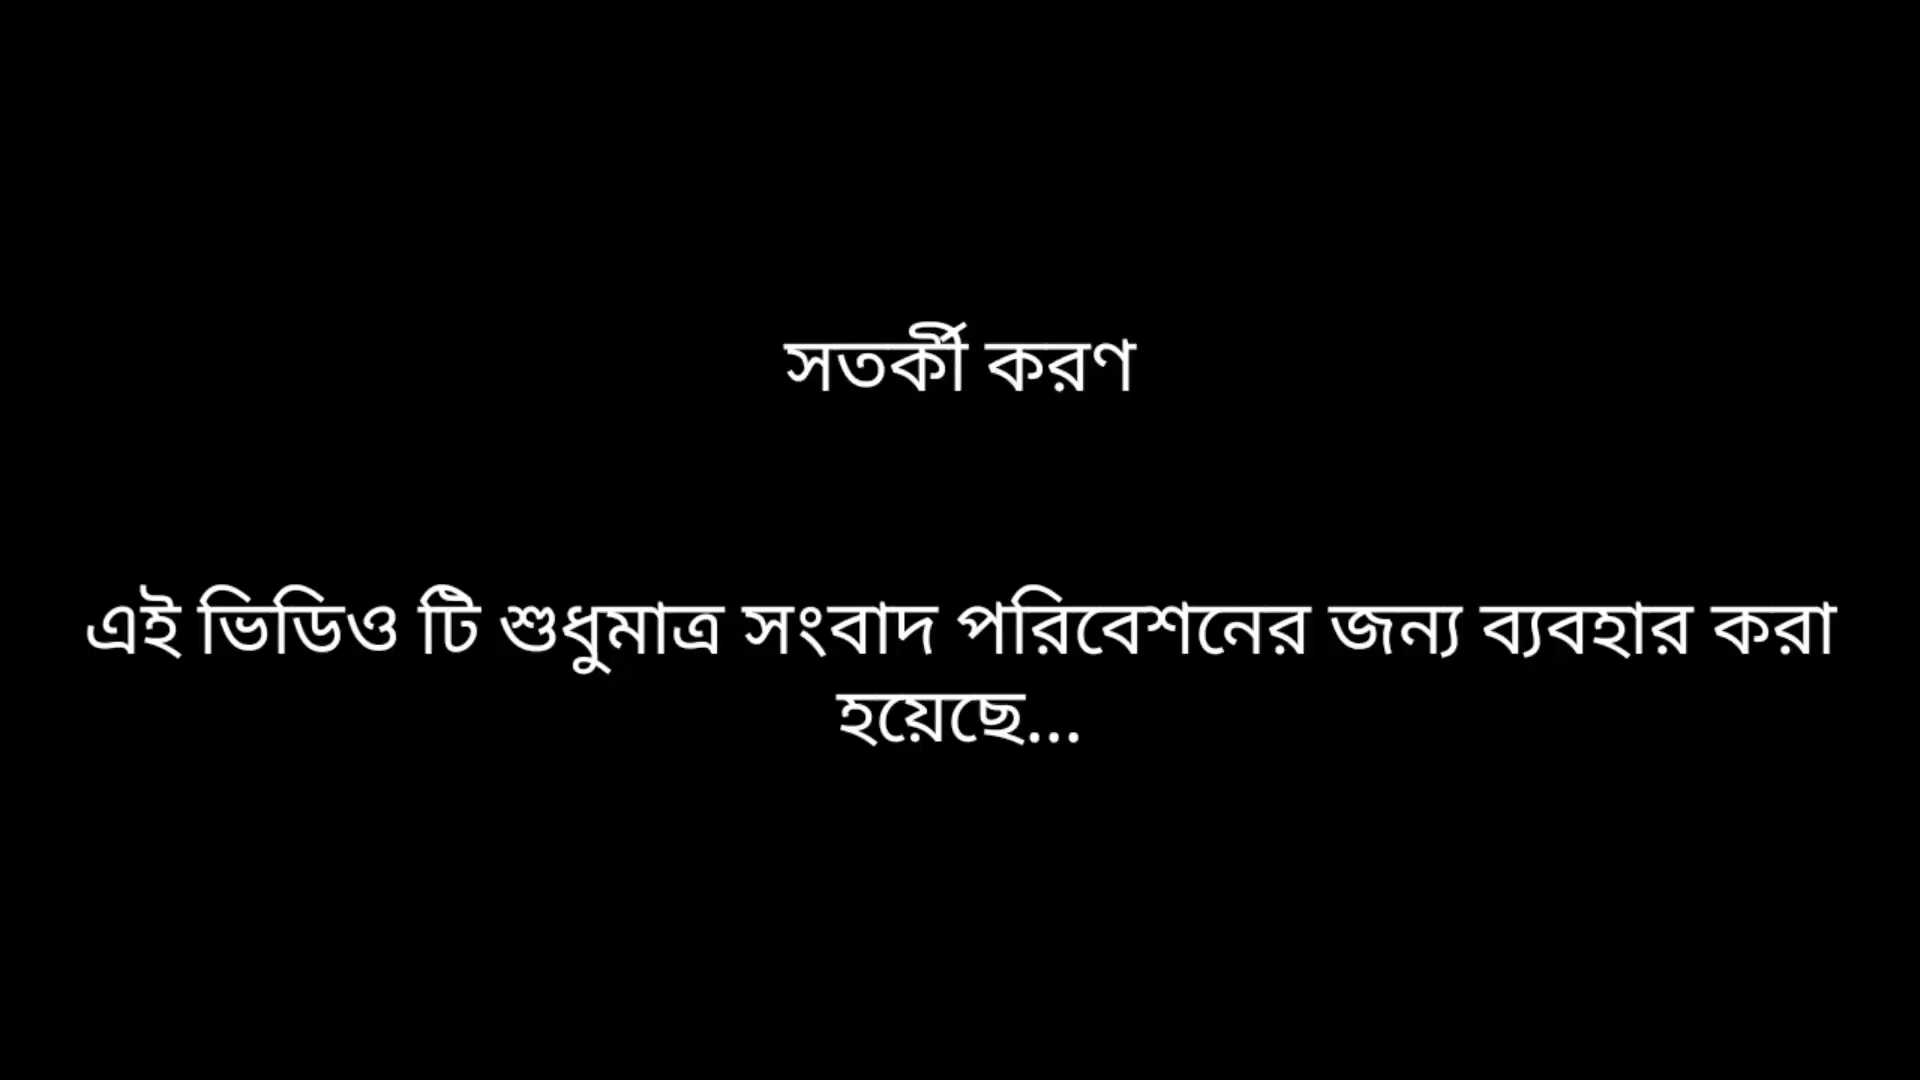 সতর্কী করণ
এই ভিডিও টি শুধুমাত্র সংবাদ পরিবেশনের জন্য ব্যবহার করা
হয়েছে...